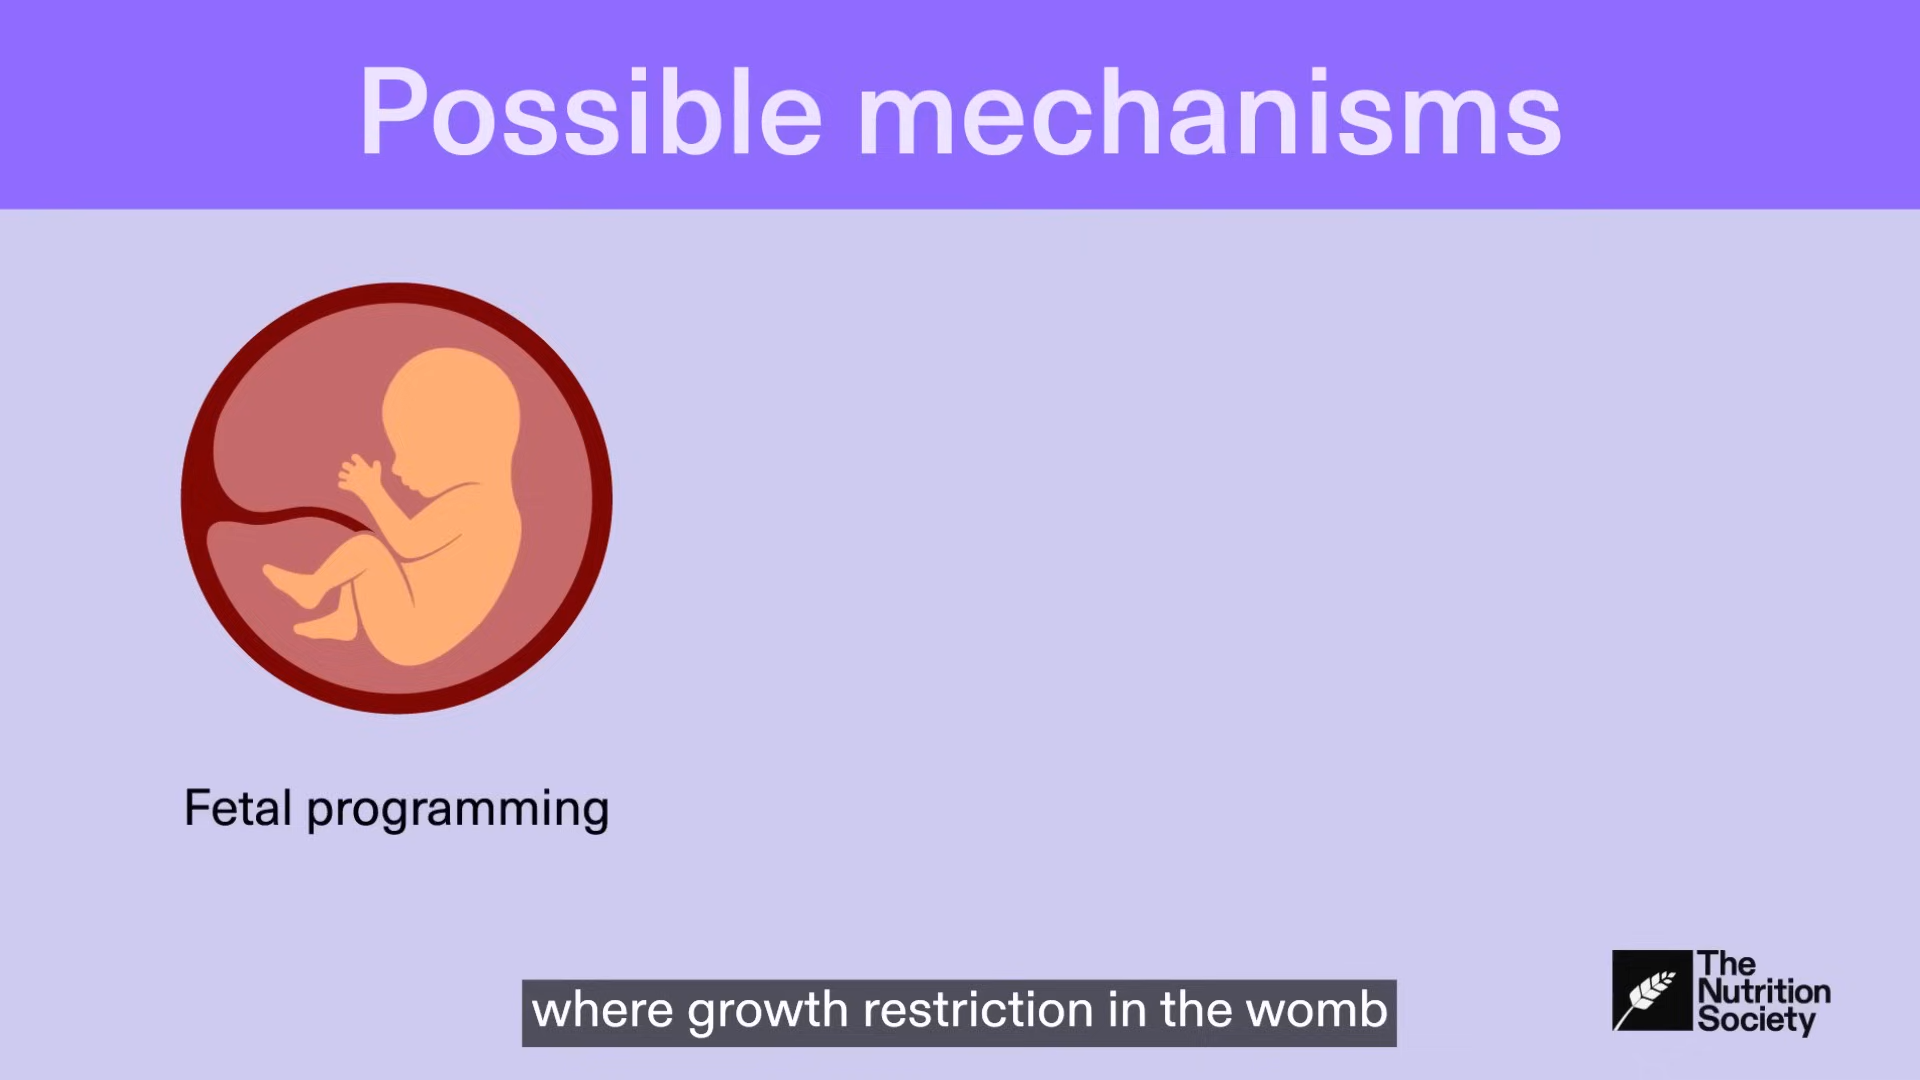 Possible mechanisms
Fetal programming
where growth restriction in the womb
The
Nutrition
Society